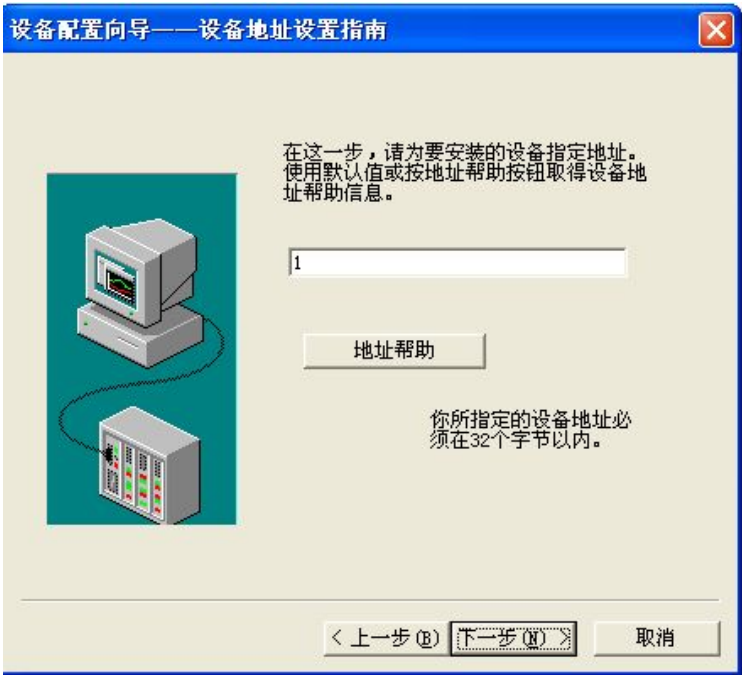 设备配置向导——设备地址设置指南
在这一步，请为要安装的设备指定地址。
使用默认值或按地址帮助按钮取得设备地
址帮助信息。
1
地址帮助
你所指定的设备地址必
须在32个字节以内。
< 上一步(B) 下一步(N) > 取消